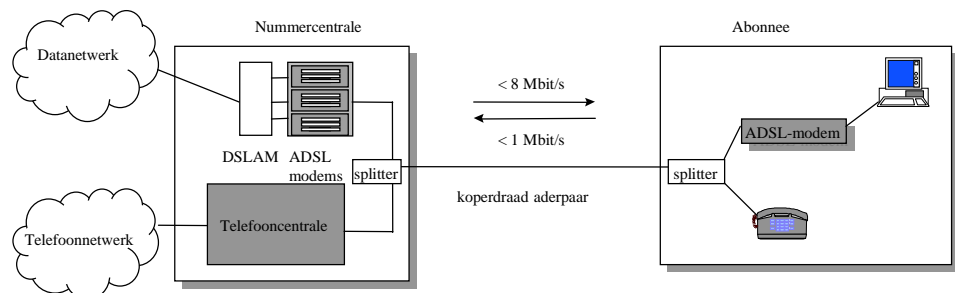 Nummercentrale
Abonnee
Datanetwerk
< 8 Mbit/s
< 1 Mbit/s
ADSL-modem
DSLAM
ADSL
modems
splitter
splitter
koperdraad aderpaar
Telefooncentrale
Telefoonnetwerk